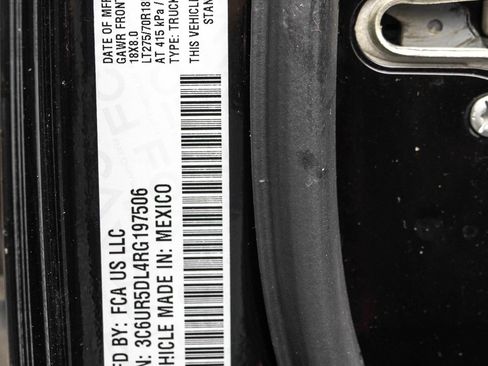 DATE OF MFR
GAWR FRONT
18X8.0
LT275/70R18
AT 415 kPa /
TYPE: TRUCK
THIS VEHICLE
STAN
FD BY: FCA US LLC
N: 3C6UR5DL4RG197506
HICLE MADE IN: MEXICO